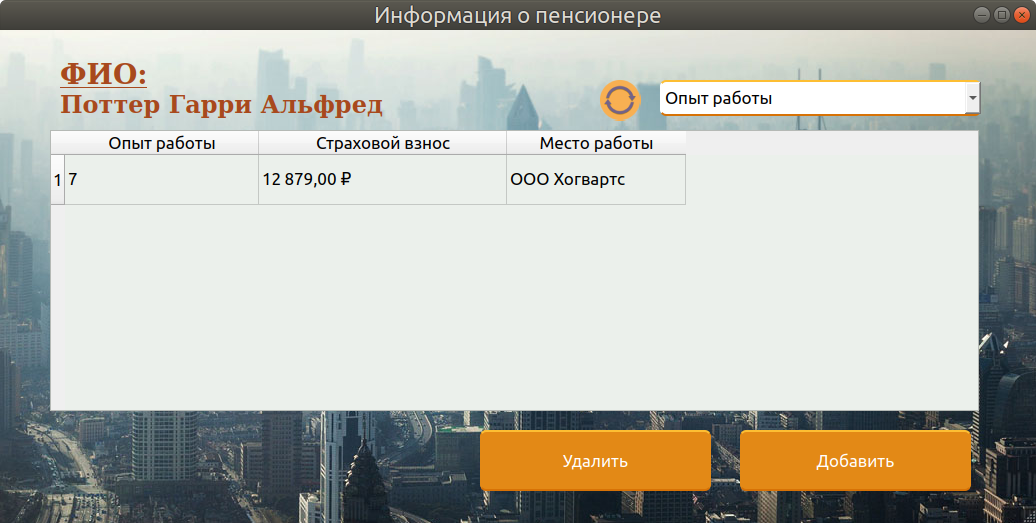 Информация о пенсионере
ФИО:
Поттер Гарри Альфред
Опыт работы
Опыт работы Страховой взнос Место работы
1 7 12 879,00 ₽ ООО Хогвартс
Удалить Добавить